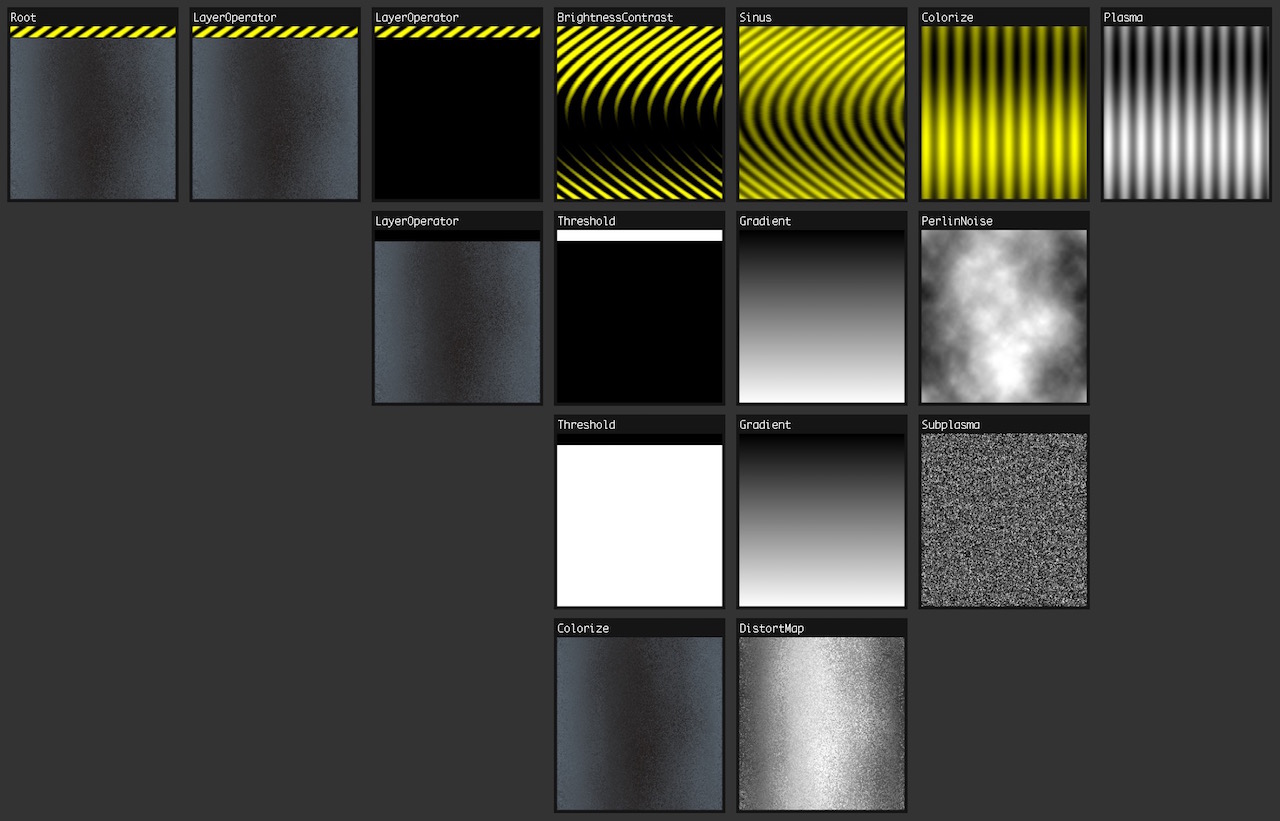 Root
LayerOperator
LayerOperator
BrightnessContrast
Sinus
Colorize
Plasma
LayerOperator
Threshold
Gradient
PerlinNoise
Threshold
Gradient
Subplasma
Colorize
DistortMap